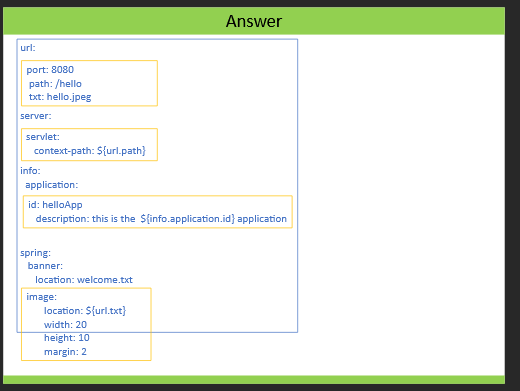 Answer
url:
port: 8080
path: /hello
txt: hello.jpeg
server:
servlet:
context-path: ${url.path}
info:
application:
id: helloApp
description: this is the ${info.application.id} application
spring:
banner:
location: welcome.txt
image:
location: ${url.txt}
width: 20
height: 10
margin: 2